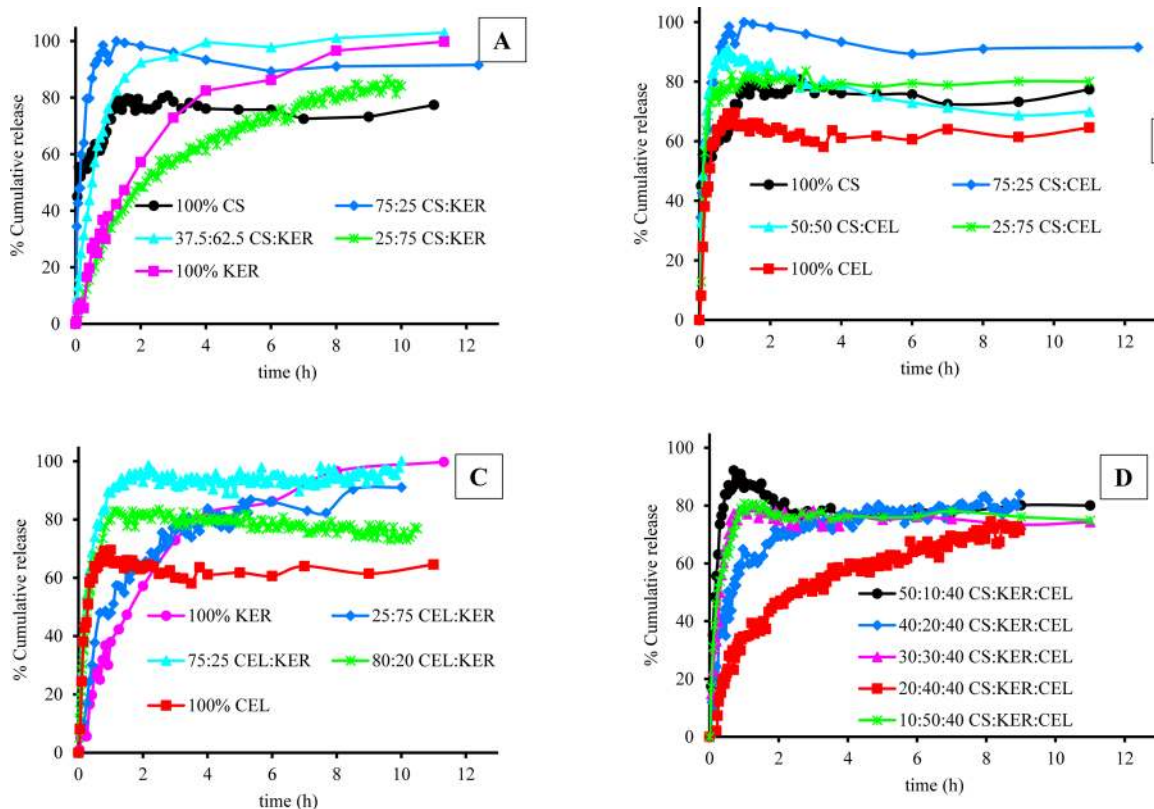 A
% Cumulative release
100
80
60
40
20
0
100% CS
75:25 CS:KER
37.5:62.5 CS:KER
25:75 CS:KER
100% KER
0 2 4 6 8 10 12
time (h)
% Cumulative release
100
80
60
40
20
0
100% CS
75:25 CS:CEL
50:50 CS:CEL
25:75 CS:CEL
100% CEL
0 2 4 6 8 10 12
time (h)
C
% Cumulative release
100
80
60
40
20
0
100% KER
25:75 CEL:KER
75:25 CEL:KER
80:20 CEL:KER
100% CEL
0 2 4 6 8 10 12
time (h)
D
% Cumulative release
100
80
60
40
20
0
50:10:40 CS:KER:CEL
40:20:40 CS:KER:CEL
30:30:40 CS:KER:CEL
20:40:40 CS:KER:CEL
10:50:40 CS:KER:CEL
0 2 4 6 8 10 12
time (h)